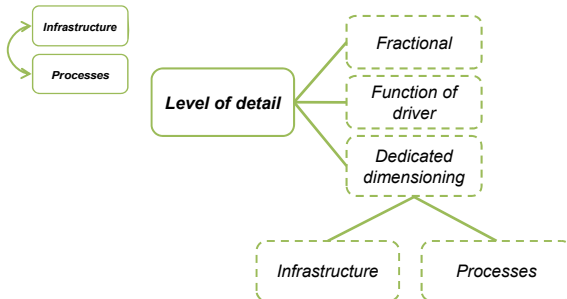 Infrastructure
Processes
Level of detail
Fractional
Function of
driver
Dedicated
dimensioning
Infrastructure
Processes